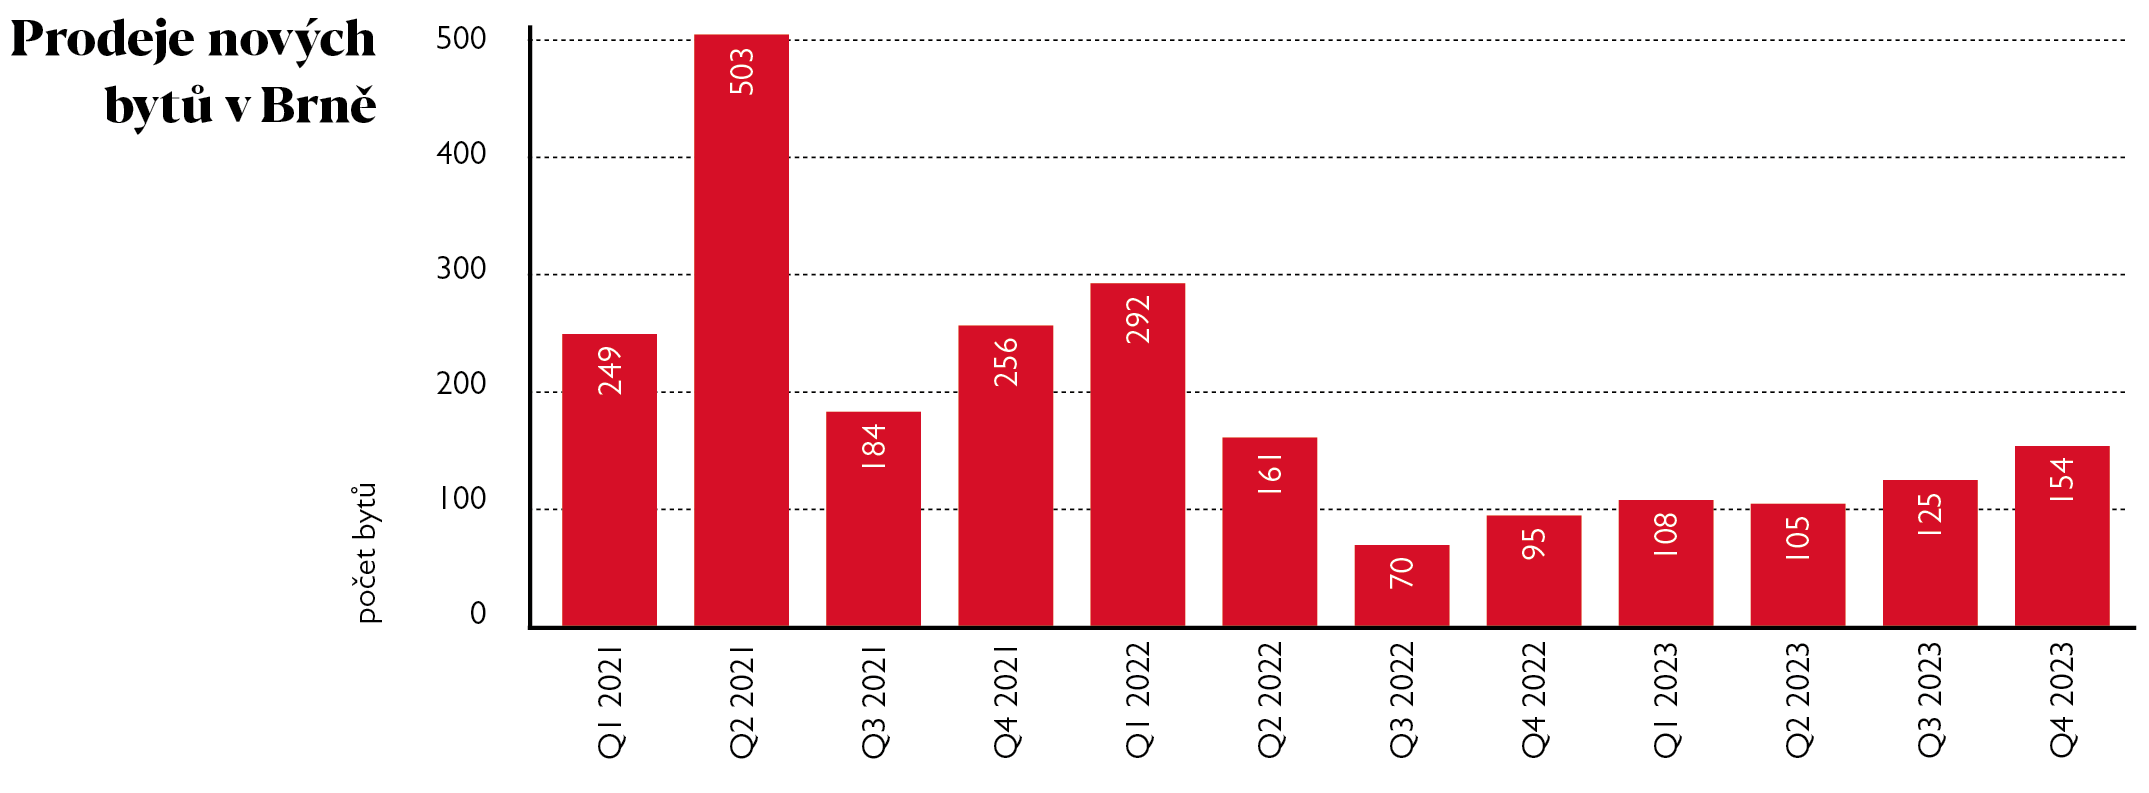 Prodeje nových
bytů v Brně
počet bytů
500
400
300
200
100
0
249
503
184
256
292
161
70
95
108
105
125
154
Q1 2021
Q2 2021
Q3 2021
Q4 2021
Q1 2022
Q2 2022
Q3 2022
Q4 2022
Q1 2023
Q2 2023
Q3 2023
Q4 2023